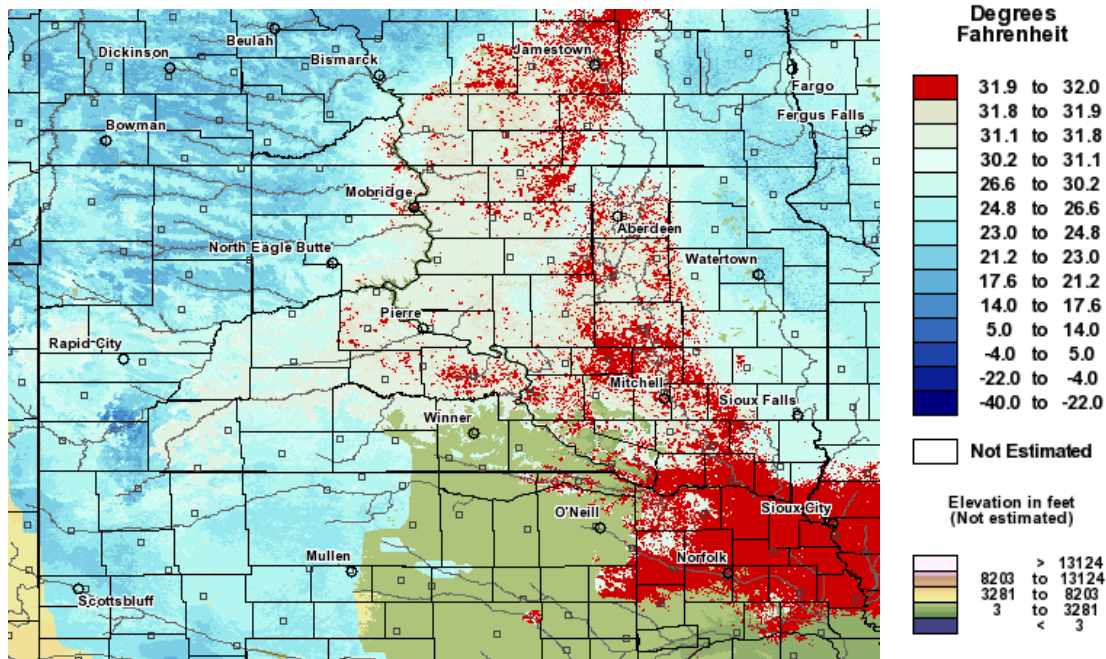 Beulah
Dickinson
Bismarck
Jamestown
Fargo
Bowman
Fergus Falls
Mobridge
Aberdeen
North Eagle Butte
Watertown
Pierre
Rapid City
Mitchell
Sioux Falls
Winner
O'Neill
Sioux City
Mullen
Norfolk
Scottsbluff
Degrees
Fahrenheit
31.9 to 32.0
31.8 to 31.9
31.1 to 31.8
30.2 to 31.1
26.6 to 30.2
24.8 to 26.6
23.0 to 24.8
21.2 to 23.0
17.6 to 21.2
14.0 to 17.6
5.0 to 14.0
-4.0 to 5.0
-22.0 to -4.0
-40.0 to -22.0
Not Estimated
Elevation in feet
(Not estimated)
> 13124
8203 to 13124
3281 to 8203
3 to 3281
< 3